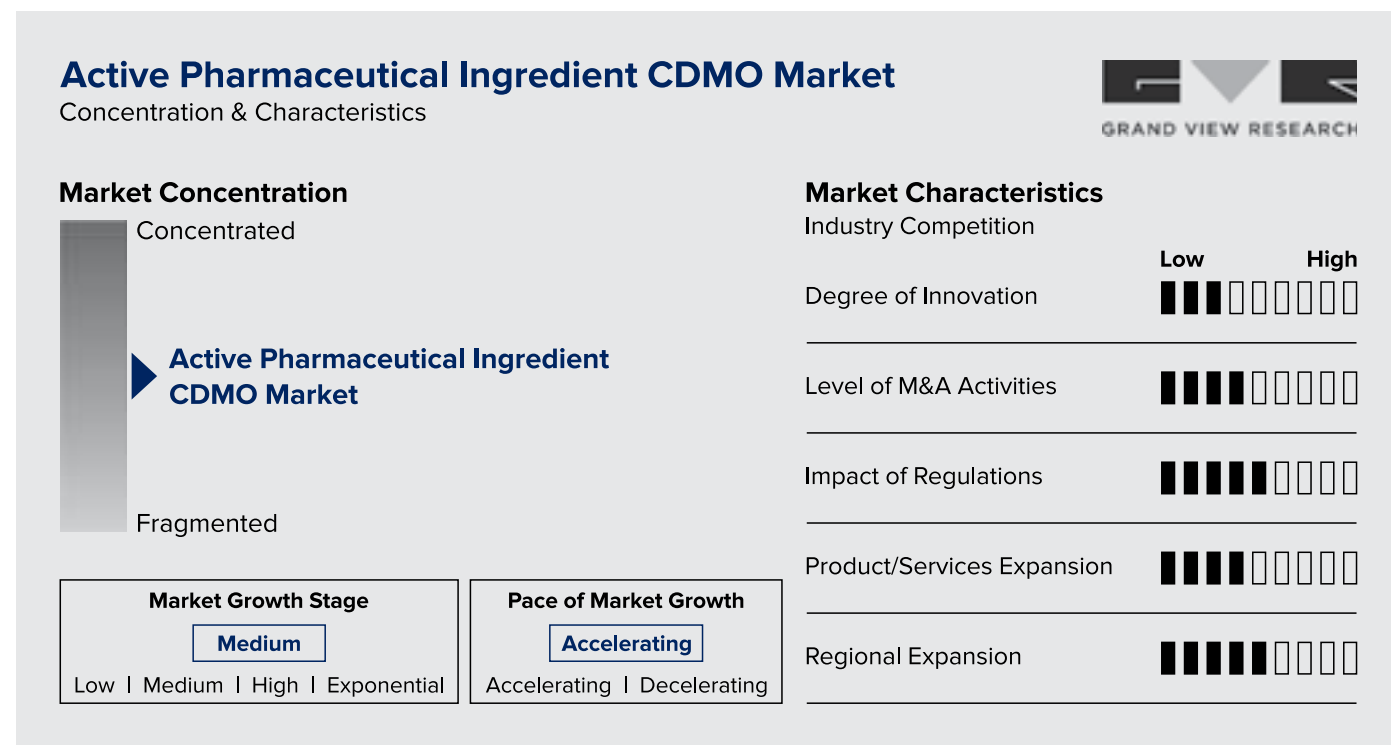 Active Pharmaceutical Ingredient CDMO Market
Concentration & Characteristics
GRAND VIEW RESEARCH
Market Concentration
Concentrated
Active Pharmaceutical Ingredient
CDMO Market
Fragmented
Market Growth Stage
Medium
Low | Medium | High | Exponential
Pace of Market Growth
Accelerating
Accelerating | Decelerating
Market Characteristics
Industry Competition
Low High
Degree of Innovation
Level of M&A Activities
Impact of Regulations
Product/Services Expansion
Regional Expansion